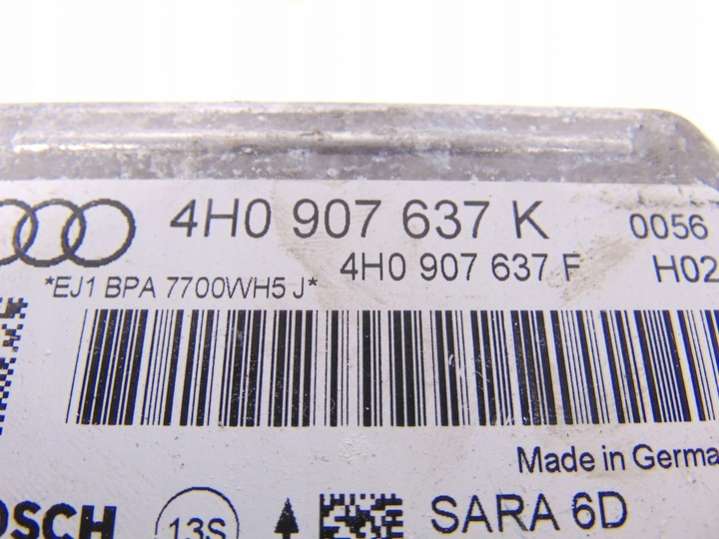 4H0 907 637 K 0056
4H0 907 637 F H02
*EJ1 BPA 7700WH5 J*
Made in Germa
OSCH 13S SARA 6D